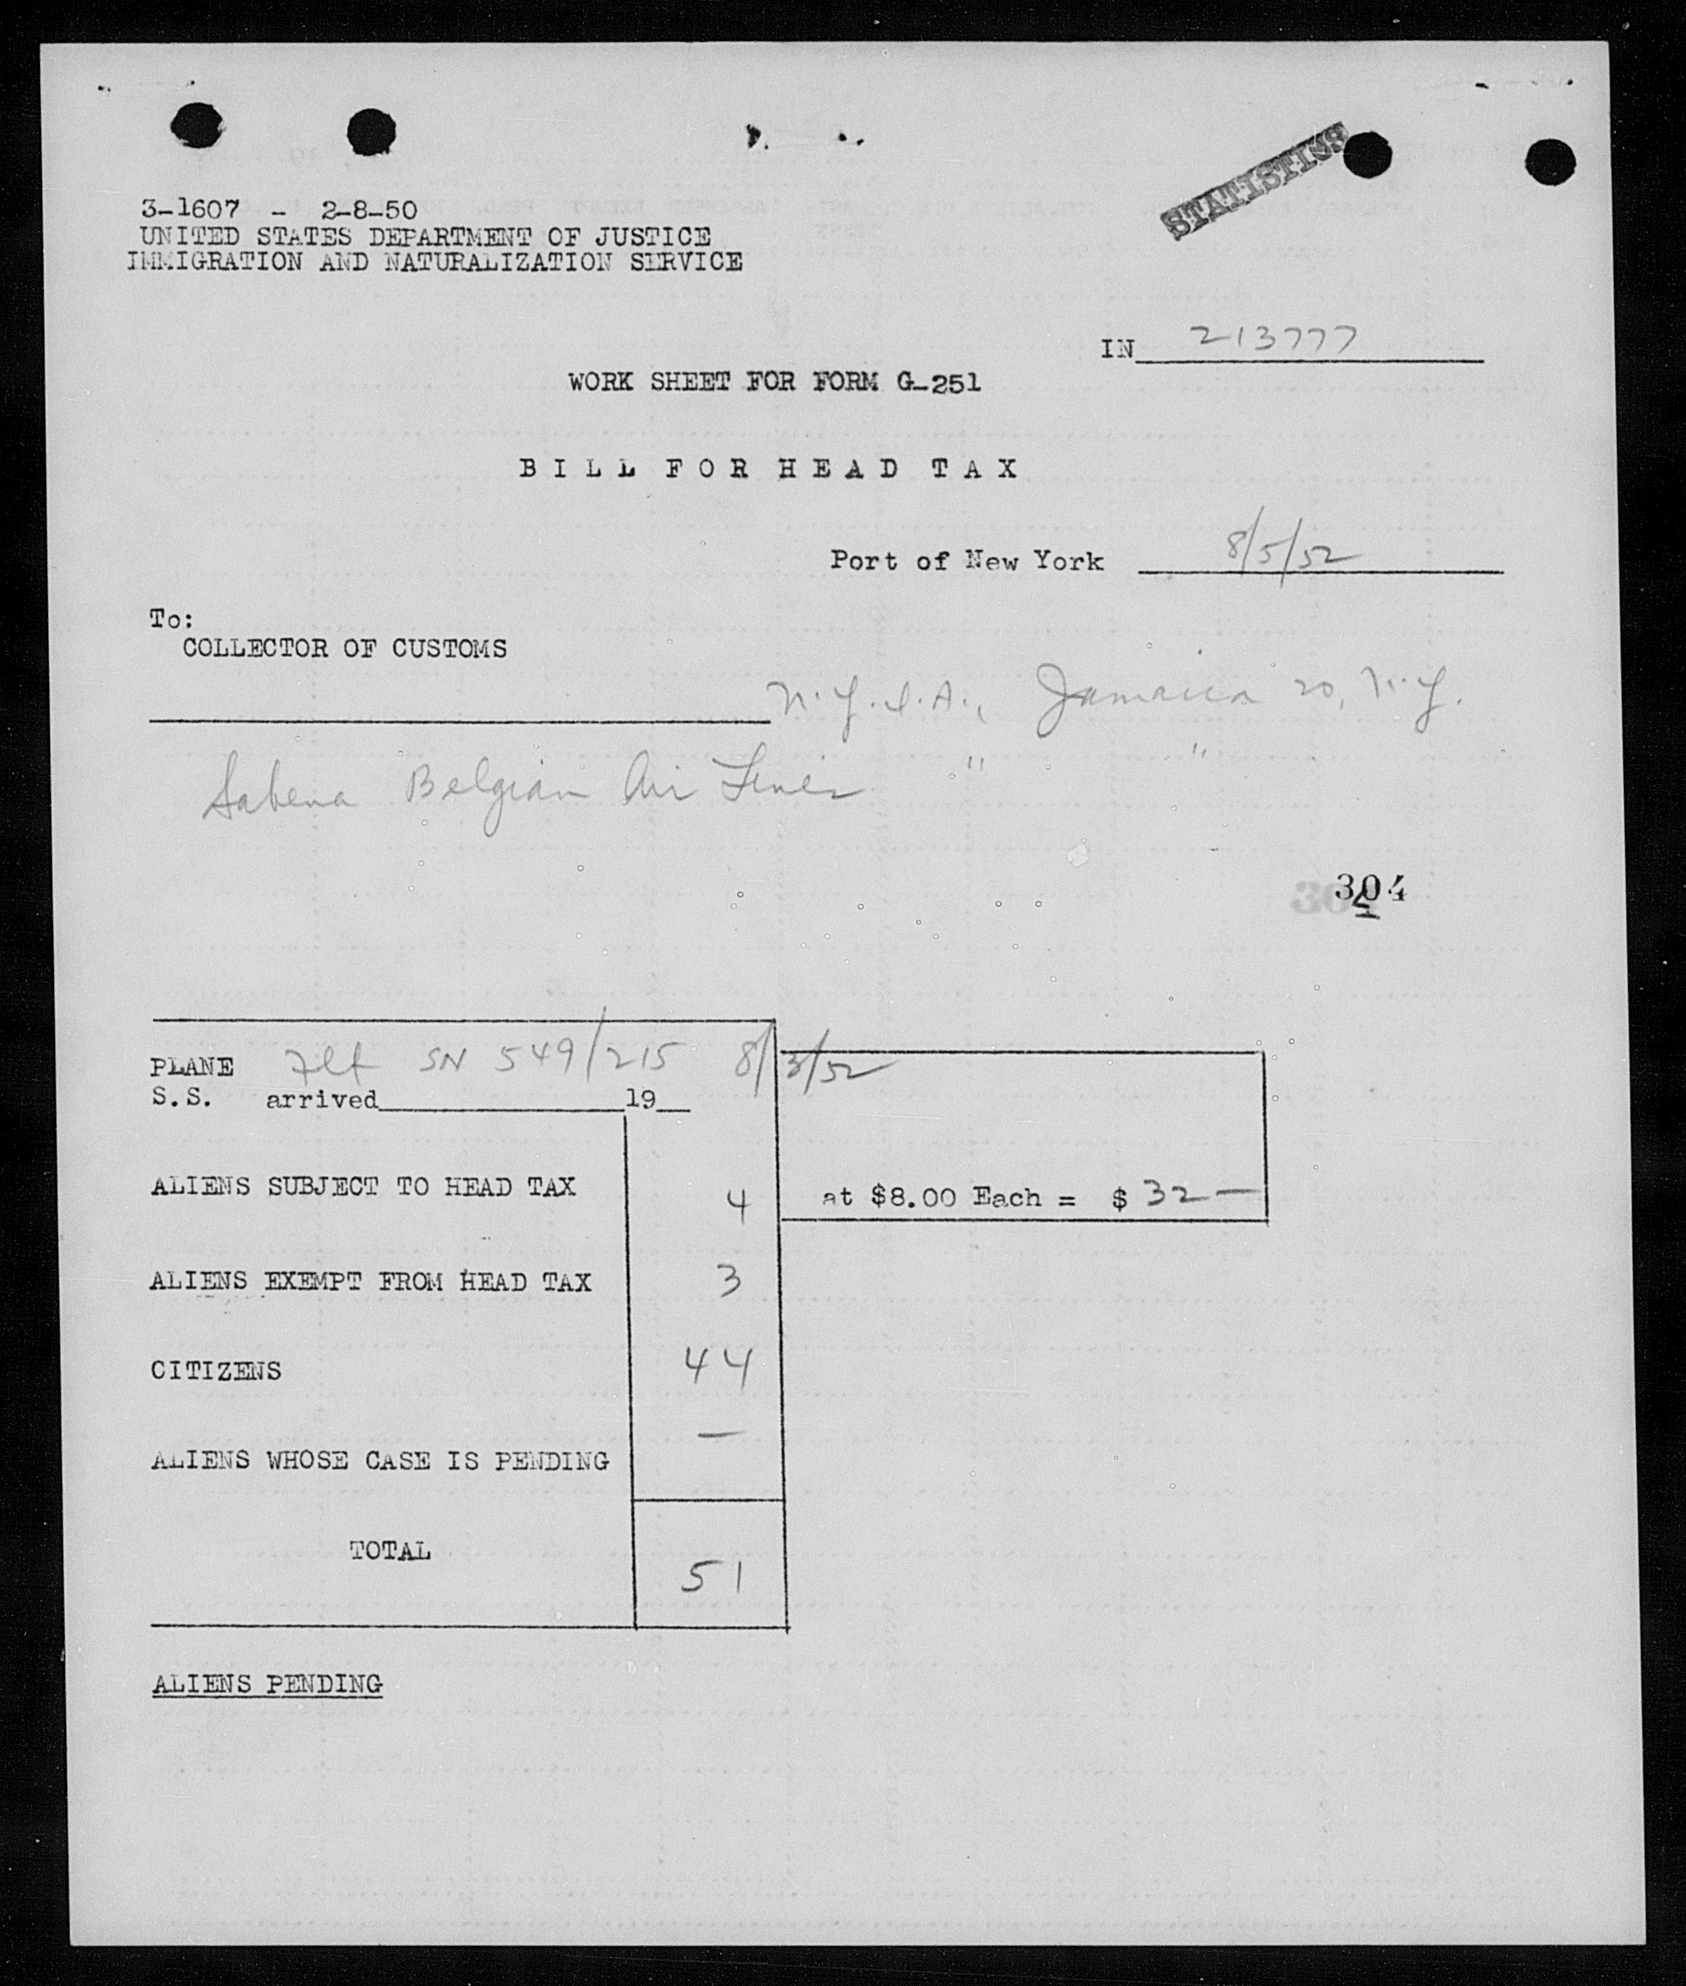 STATISTICS
3-1607 - 2-8-50
UNITED STATES DEPARTMENT OF JUSTICE
IMMIGRATION AND NATURALIZATION SERVICE
IN 213777
WORK SHEET FOR FORM G-251
BILL FOR HEAD TAX
Port of New York 8/5/52
To:
COLLECTOR OF CUSTOMS
N.Y.I.A., Jamaica 20, N.Y.
Sabena Belgian Air Lines " "
304
PLANE Flt SN 549/215 8/3/52
S.S. arrived 19
ALIENS SUBJECT TO HEAD TAX 4 at $8.00 Each = $ 32 —
ALIENS EXEMPT FROM HEAD TAX 3
CITIZENS 44
ALIENS WHOSE CASE IS PENDING —
TOTAL 51
ALIENS PENDING